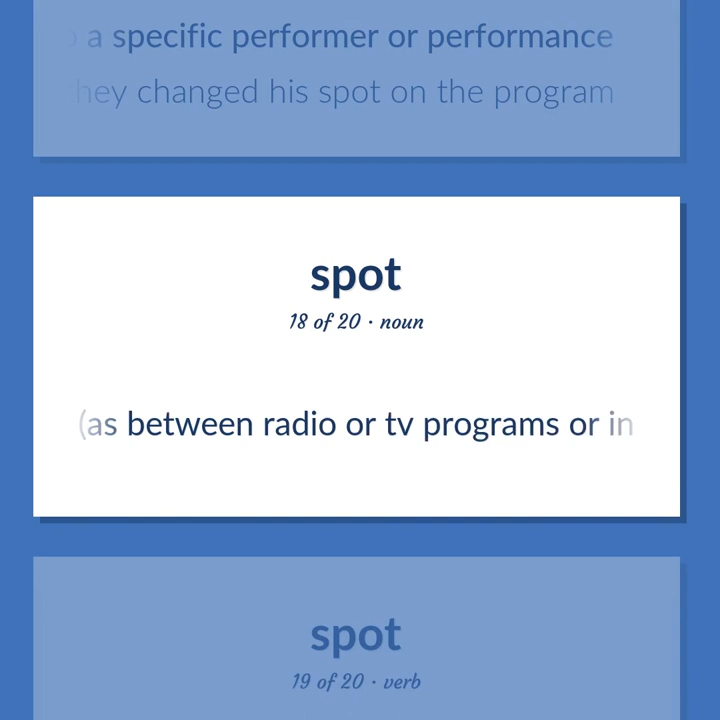 a specific performer or performance
changed his spot on the program
spot
18 of 20 · noun
(as between radio or tv programs or in
spot
19 of 20 · verb